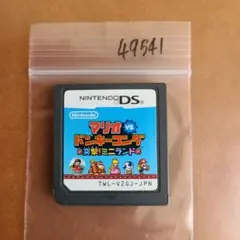 49541
NINTENDO DS
Nintendo
マリオ vs.
ドンキーコング
突撃!ミニランド
TWL-VZGJ-JPN